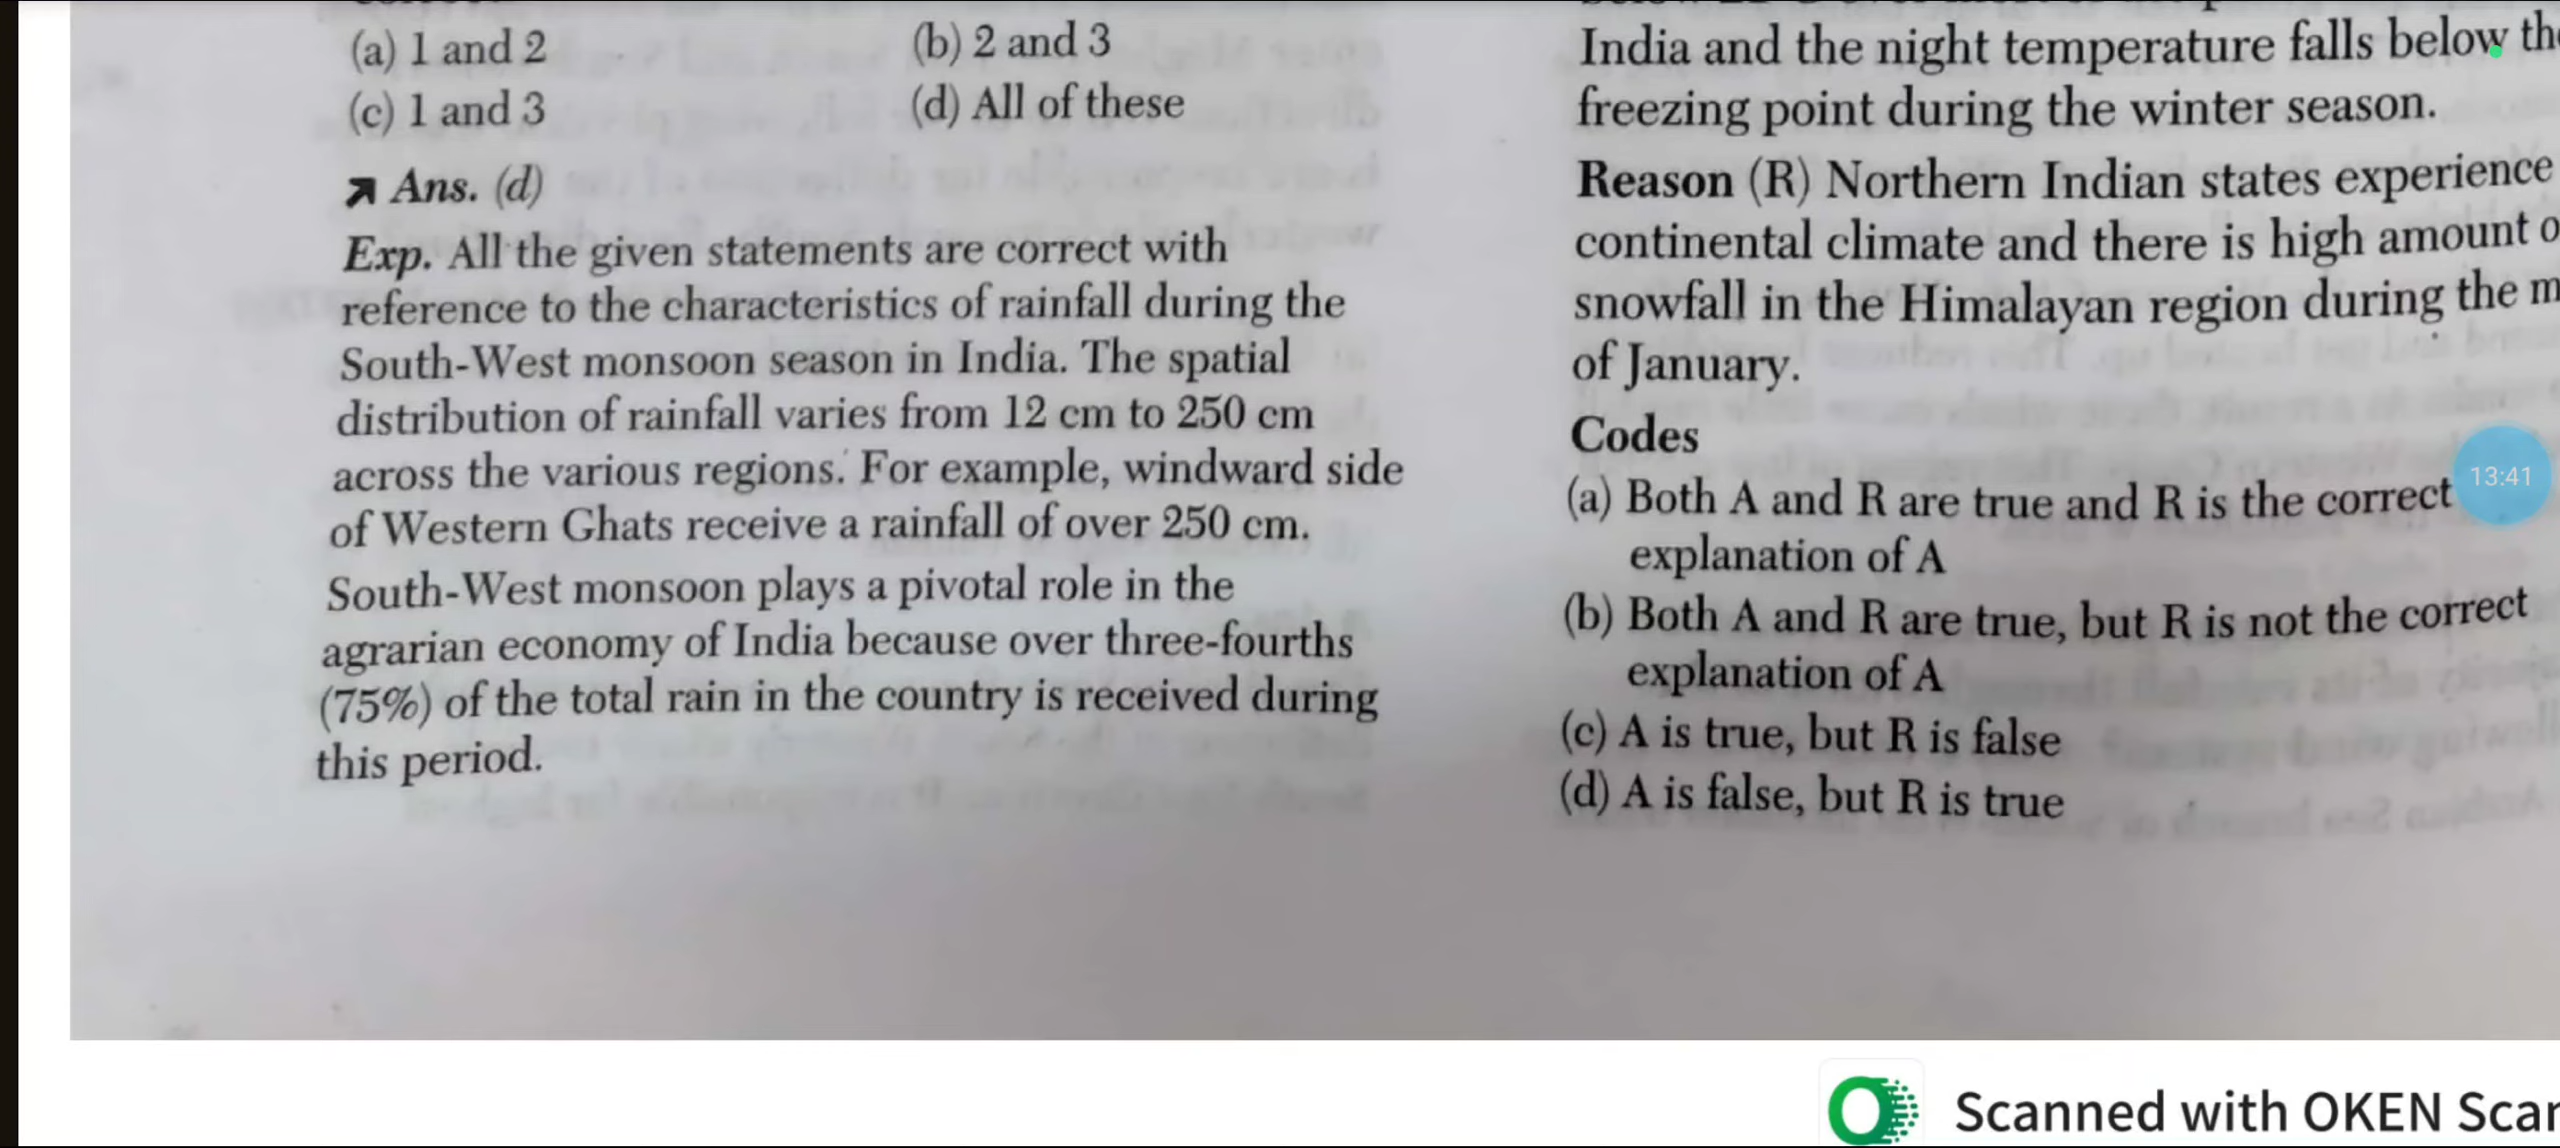 (a) 1 and 2
(b) 2 and 3
(c) 1 and 3
(d) All of these
Ans. (d)
Exp. All the given statements are correct with
reference to the characteristics of rainfall during the
South-West monsoon season in India. The spatial
distribution of rainfall varies from 12 cm to 250 cm
across the various regions. For example, windward side
of Western Ghats receive a rainfall of over 250 cm.
South-West monsoon plays a pivotal role in the
agrarian economy of India because over three-fourths
(75%) of the total rain in the country is received during
this period.
India and the night temperature falls below
freezing point during the winter season.
Reason (R) Northern Indian states experience
continental climate and there is high amount
snowfall in the Himalayan region during the
of January.
Codes
(a) Both A and R are true and R is the correct
explanation of A
(b) Both A and R are true, but R is not the correct
explanation of A
(c) A is true, but R is false
(d) A is false, but R is true
13:41
Scanned with OKEN